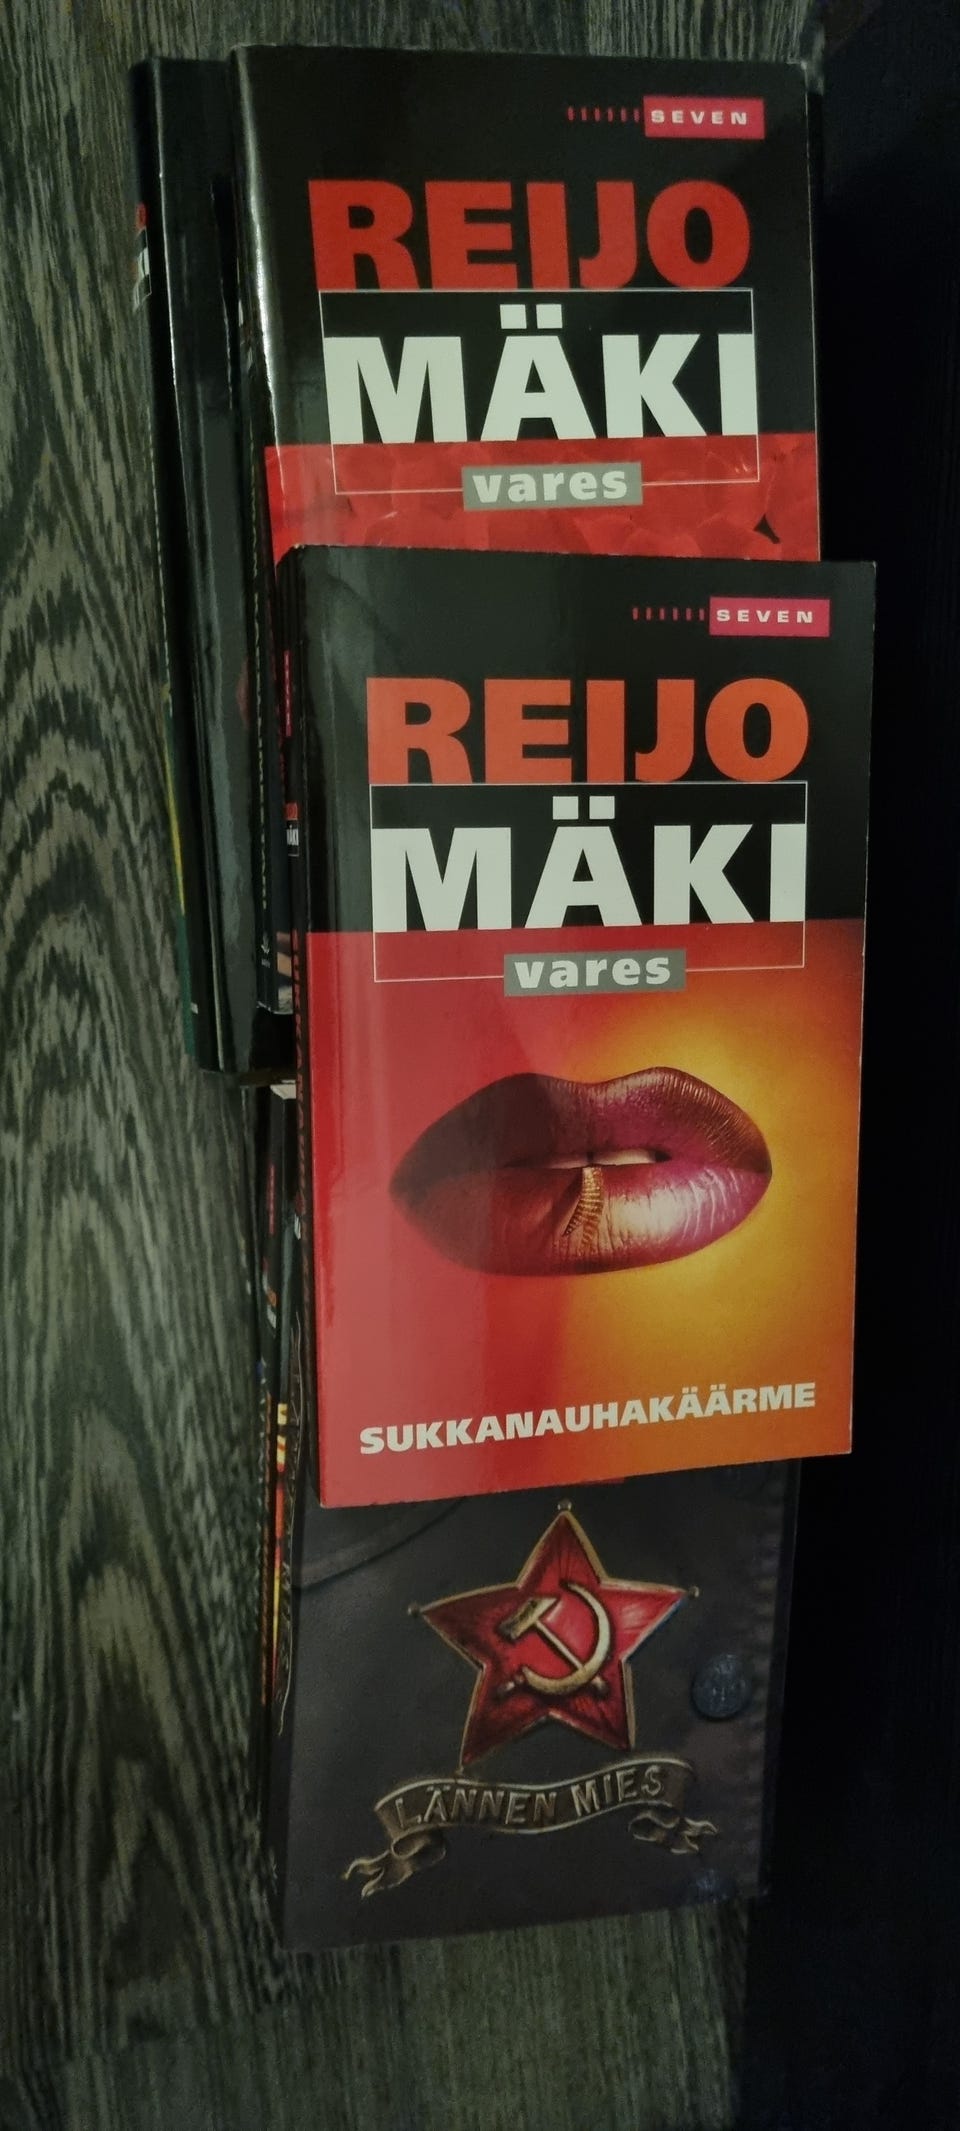 SEVEN
REIJO
MÄKI
vares
SEVEN
REIJO
MÄKI
vares
SUKKANAUHAKÄÄRME
LÄNNEN MIES